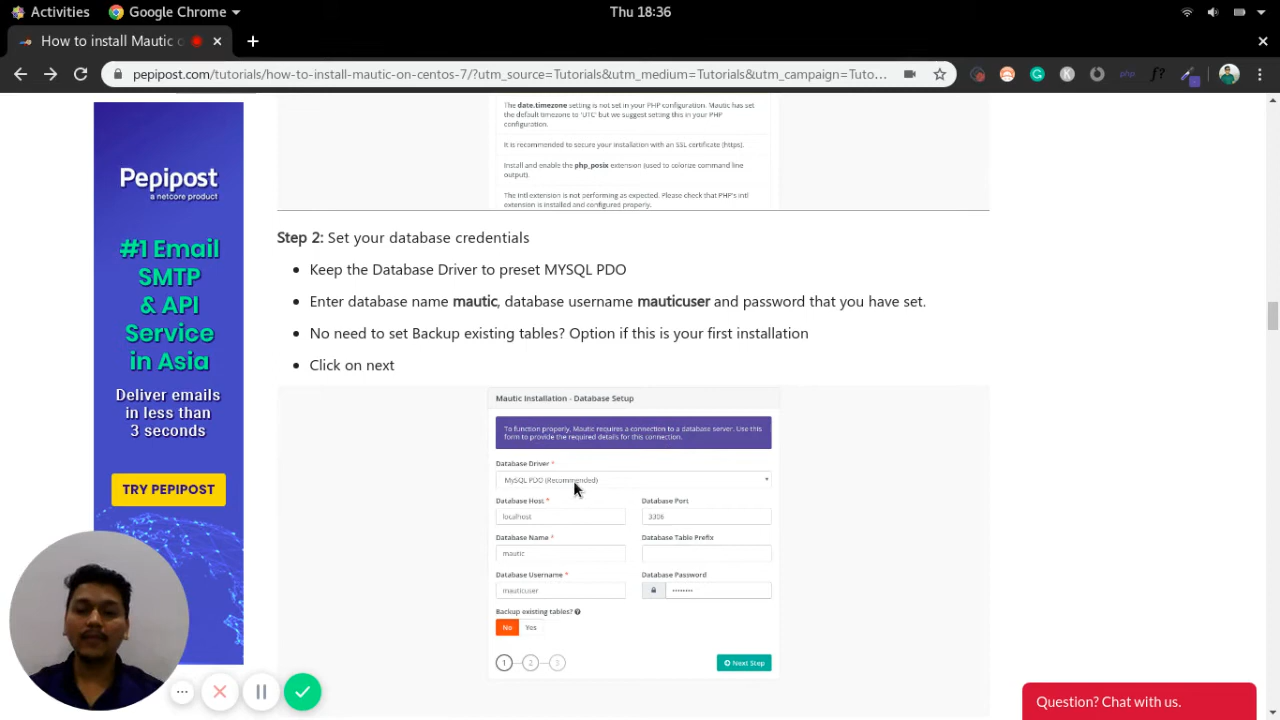 Activities
Google Chrome
Thu 18:36
How to install Mautic
pepipost.com/tutorials/how-to-install-mautic-on-centos-7/?utm_source=Tutorials&utm_medium=Tutorials&utm_campaign=Tuto...
php
Pepipost
a netcore product
#1 Email
SMTP
& API
Service
in Asia
Deliver emails
in less than
3 seconds
TRY PEPIPOST
The date.timezone setting is not set in your PHP configuration. Mautic has set
the default timezone to 'UTC' but we suggest setting this in your PHP
configuration.
It is recommended to secure your installation with an SSL certificate (https).
Install and enable the php_posix extension (used to colorize command line
output).
The intl extension is not performing as expected. Please check that PHP's intl
extension is installed and configured properly.
Step 2: Set your database credentials
Keep the Database Driver to preset MYSQL PDO
Enter database name mautic, database username mauticuser and password that you have set.
No need to set Backup existing tables? Option if this is your first installation
Click on next
Mautic Installation - Database Setup
To function properly, Mautic requires a connection to a database server. Use this
form to provide the required details for this connection.
Database Driver *
MySQL PDO (Recommended)
Database Host * Database Port
localhost 3306
Database Name * Database Table Prefix
mautic
Database Username * Database Password
mauticuser ••••••••
Backup existing tables?
No Yes
1 2 3
Next Step
Question? Chat with us.